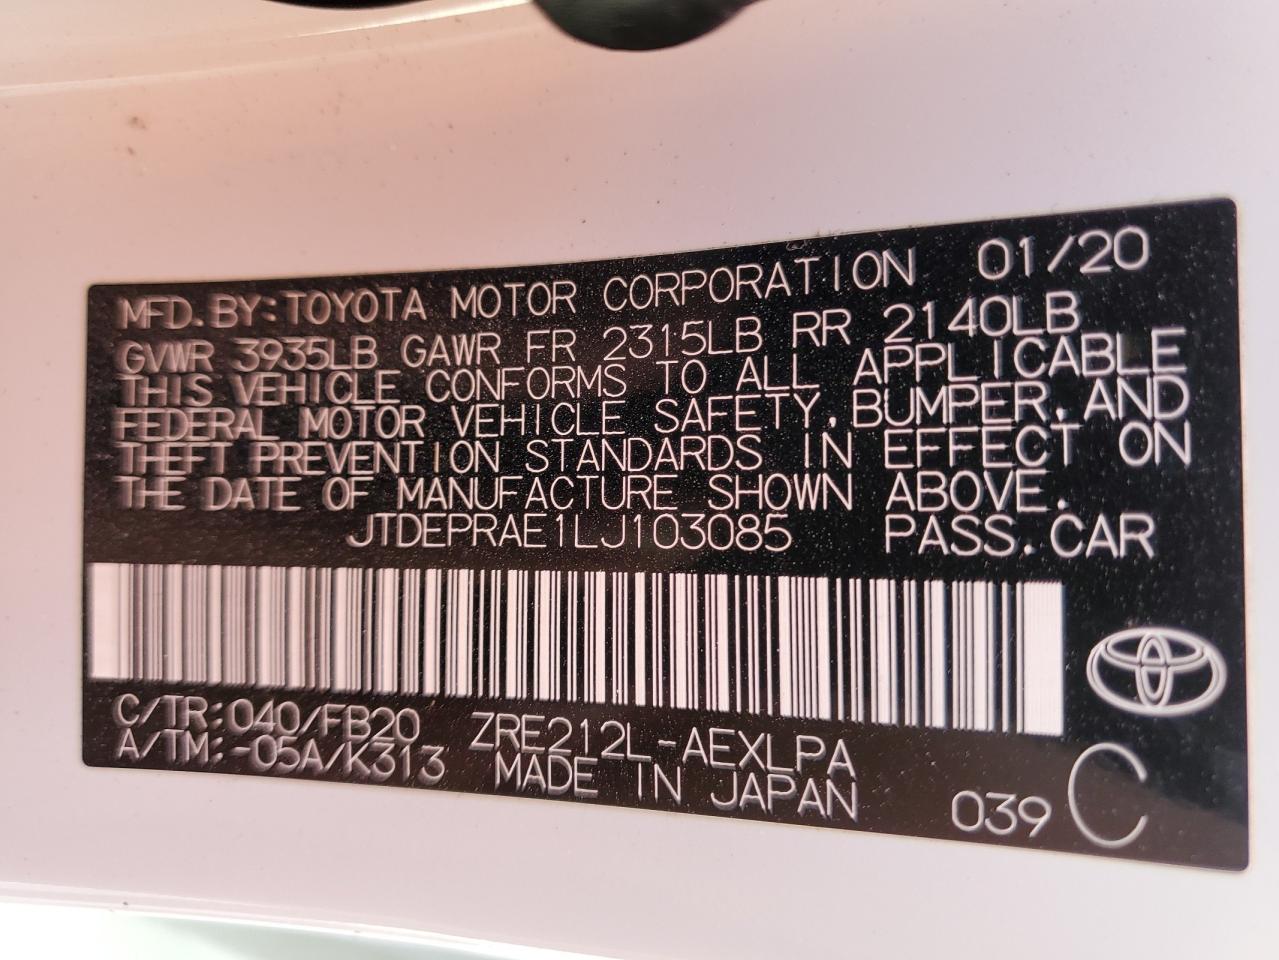 MFD. BY: TOYOTA MOTOR CORPORATION 01/20
GVWR 3935LB GAWR FR 2315LB RR 2140LB
THIS VEHICLE CONFORMS TO ALL APPLICABLE
FEDERAL MOTOR VEHICLE SAFETY, BUMPER, AND
THEFT PREVENTION STANDARDS IN EFFECT ON
THE DATE OF MANUFACTURE SHOWN ABOVE.
JTDEPRAE1LJ103085 PASS. CAR
C/TR: 040/FB20 ZRE212L-AEXLPA
A/TM: -05A/K313 MADE IN JAPAN
039 C